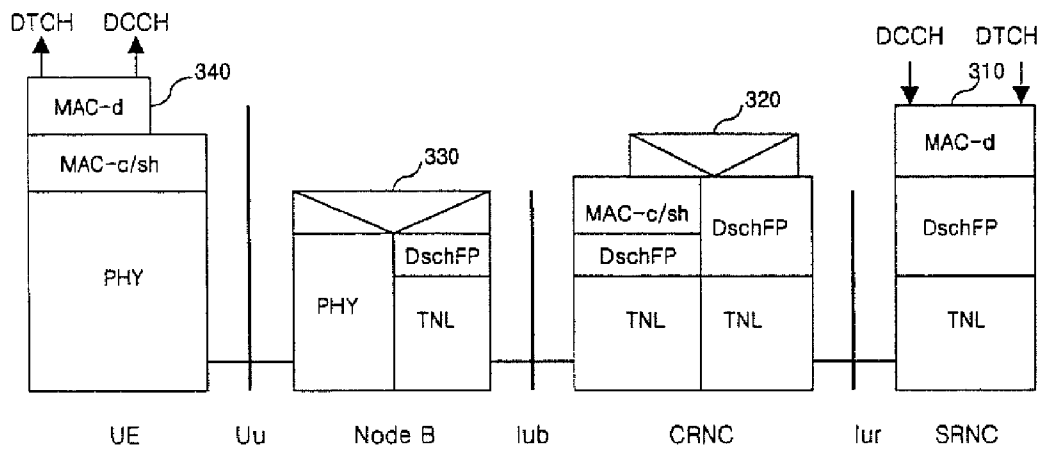 DTCH DCCH
340
MAC-d
MAC-c/sh
PHY
330
DschFP
PHY
TNL
320
MAC-c/sh
DschFP
DschFP
TNL
TNL
DCCH DTCH
310
MAC-d
DschFP
TNL
UE Uu Node B Iub CRNC Iur SRNC